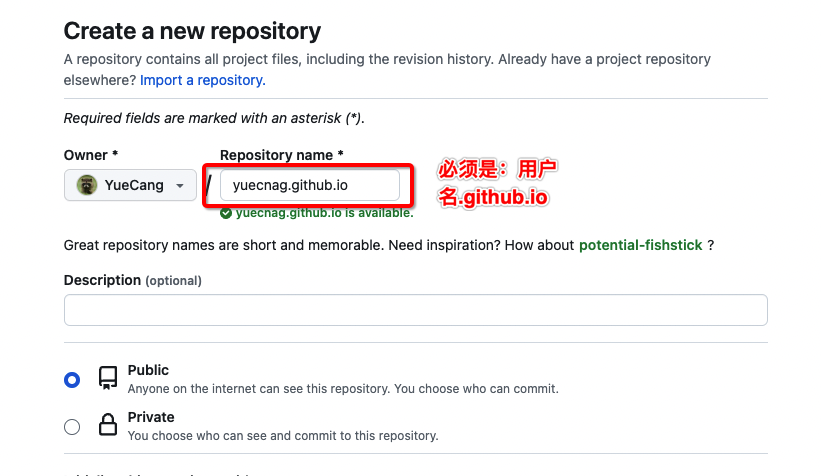 Create a new repository
A repository contains all project files, including the revision history. Already have a project repository
elsewhere? Import a repository.
Required fields are marked with an asterisk (*).
Owner *
Repository name *
YueCang
/
yuecnag.github.io
必须是：用户
名.github.io
yuecnag.github.io is available.
Great repository names are short and memorable. Need inspiration? How about potential-fishstick ?
Description (optional)
Public
Anyone on the internet can see this repository. You choose who can commit.
Private
You choose who can see and commit to this repository.